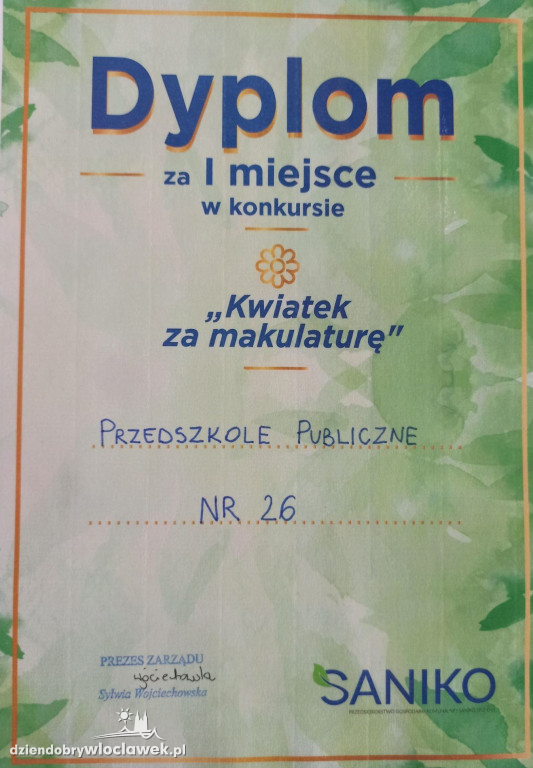 Dyplom
za I miejsce
w konkursie
„Kwiatek
za makulaturę"
PRZEDSZKOLE PUBLICZNE
NR 26
PREZES ZARZĄDU
Sylwia Wojciechowska
SANIKO
dziendobrywloclawek.pl